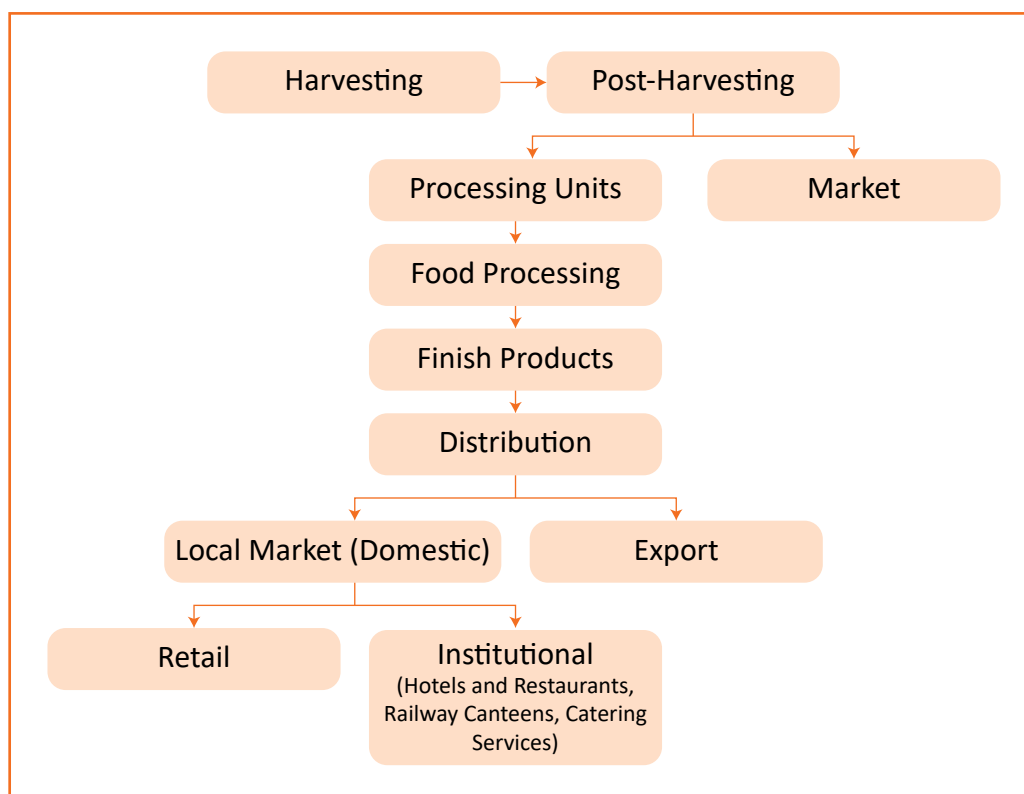 Harvesting
Post-Harvesting
Processing Units
Market
Food Processing
Finish Products
Distribution
Local Market (Domestic)
Export
Retail
Institutional
(Hotels and Restaurants,
Railway Canteens, Catering
Services)